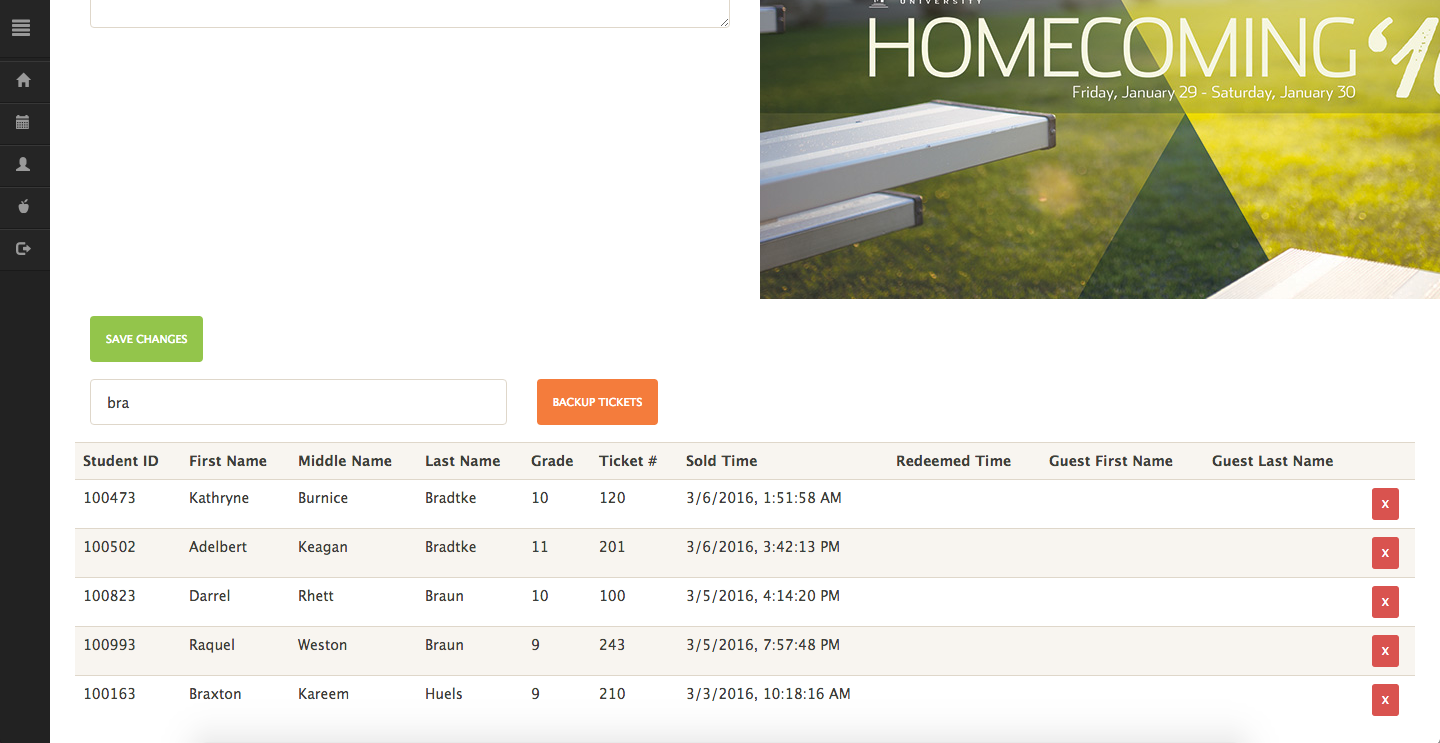 UNIVERSITY
HOMECOMING
Friday, January 29 - Saturday, January 30
SAVE CHANGES
bra
BACKUP TICKETS
Student ID First Name Middle Name Last Name Grade Ticket # Sold Time Redeemed Time Guest First Name Guest Last Name
100473 Kathryne Burnice Bradtke 10 120 3/6/2016, 1:51:58 AM X
100502 Adelbert Keagan Bradtke 11 201 3/6/2016, 3:42:13 PM X
100823 Darrel Rhett Braun 10 100 3/5/2016, 4:14:20 PM X
100993 Raquel Weston Braun 9 243 3/5/2016, 7:57:48 PM X
100163 Braxton Kareem Huels 9 210 3/3/2016, 10:18:16 AM X